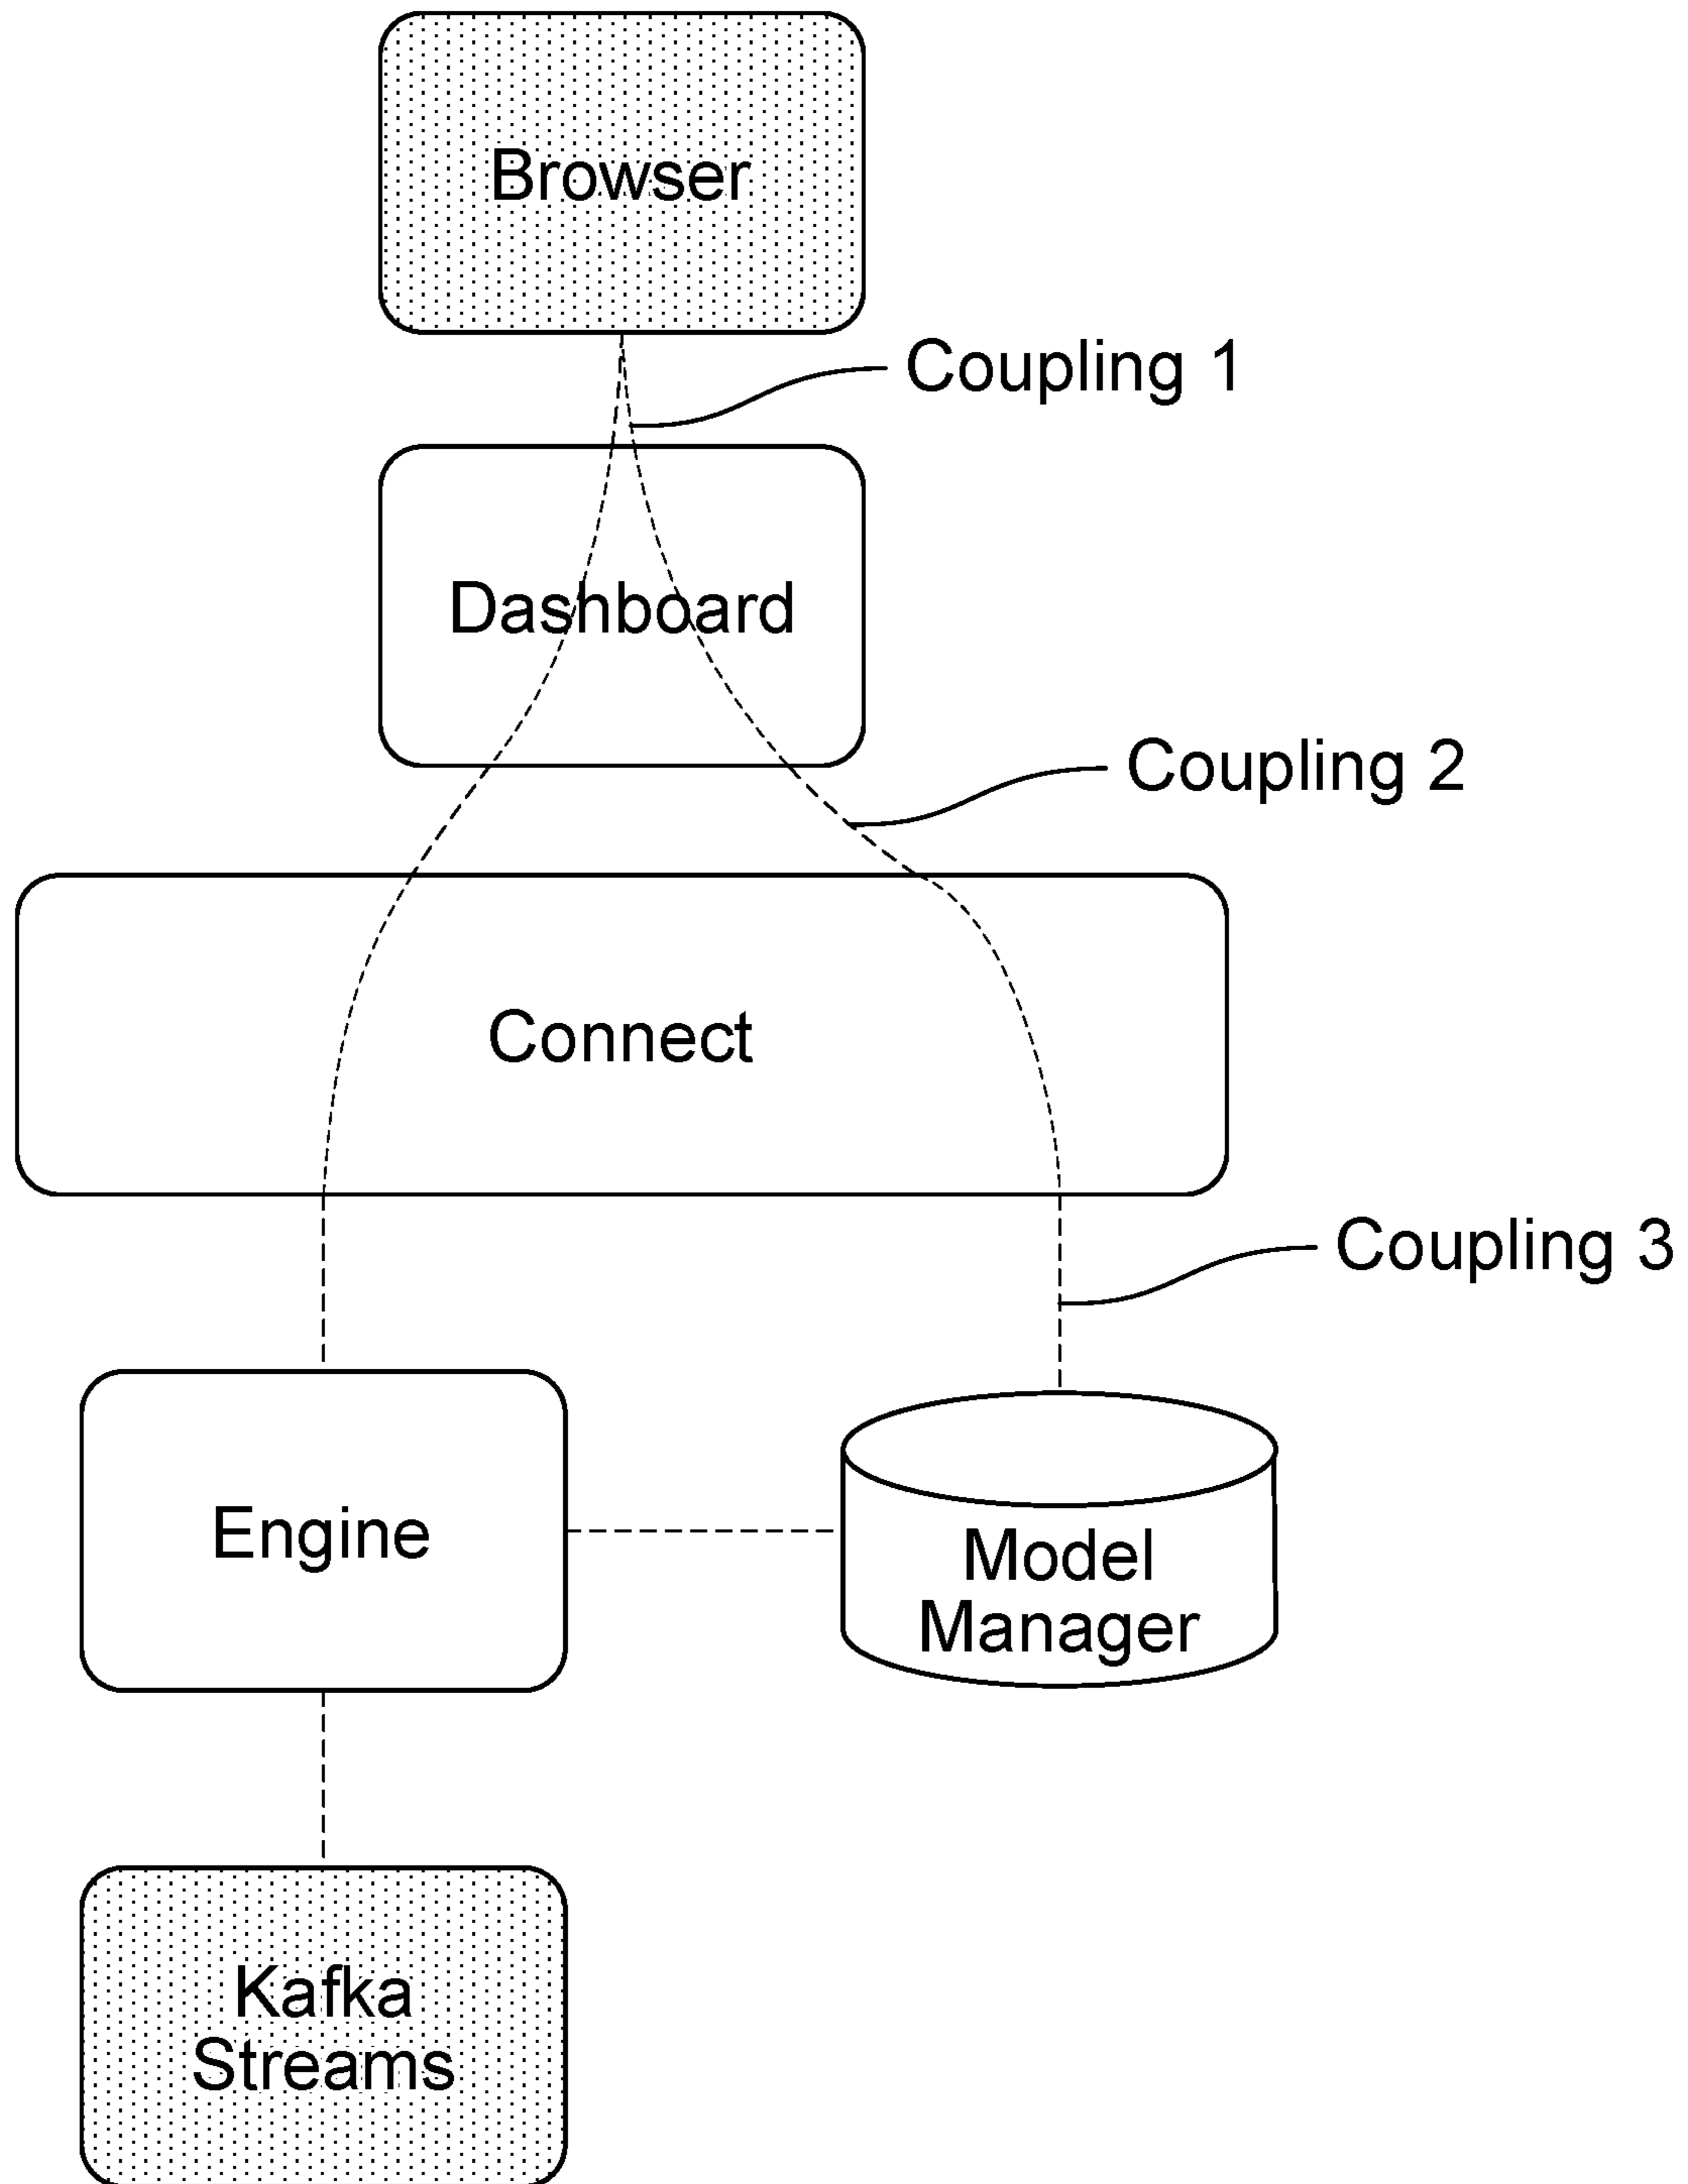 Browser
Coupling 1
Dashboard
Coupling 2
Connect
Coupling 3
Engine
Model
Manager
Kafka
Streams